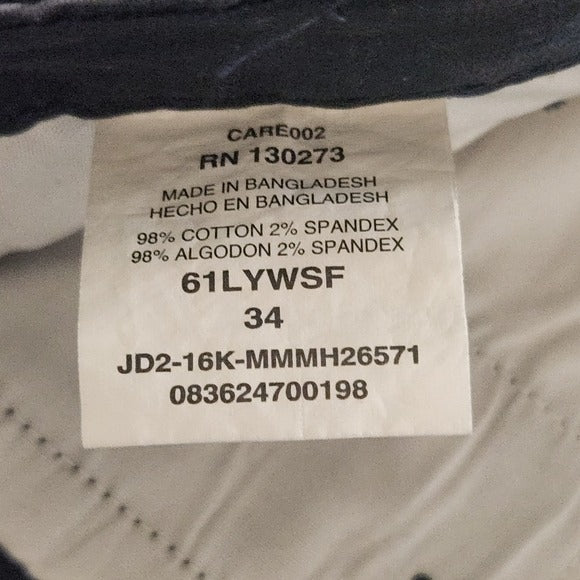 CARE002
RN 130273
MADE IN BANGLADESH
HECHO EN BANGLADESH
98% COTTON 2% SPANDEX
98% ALGODON 2% SPANDEX
61LYWSF
34
JD2-16K-MMMH26571
083624700198